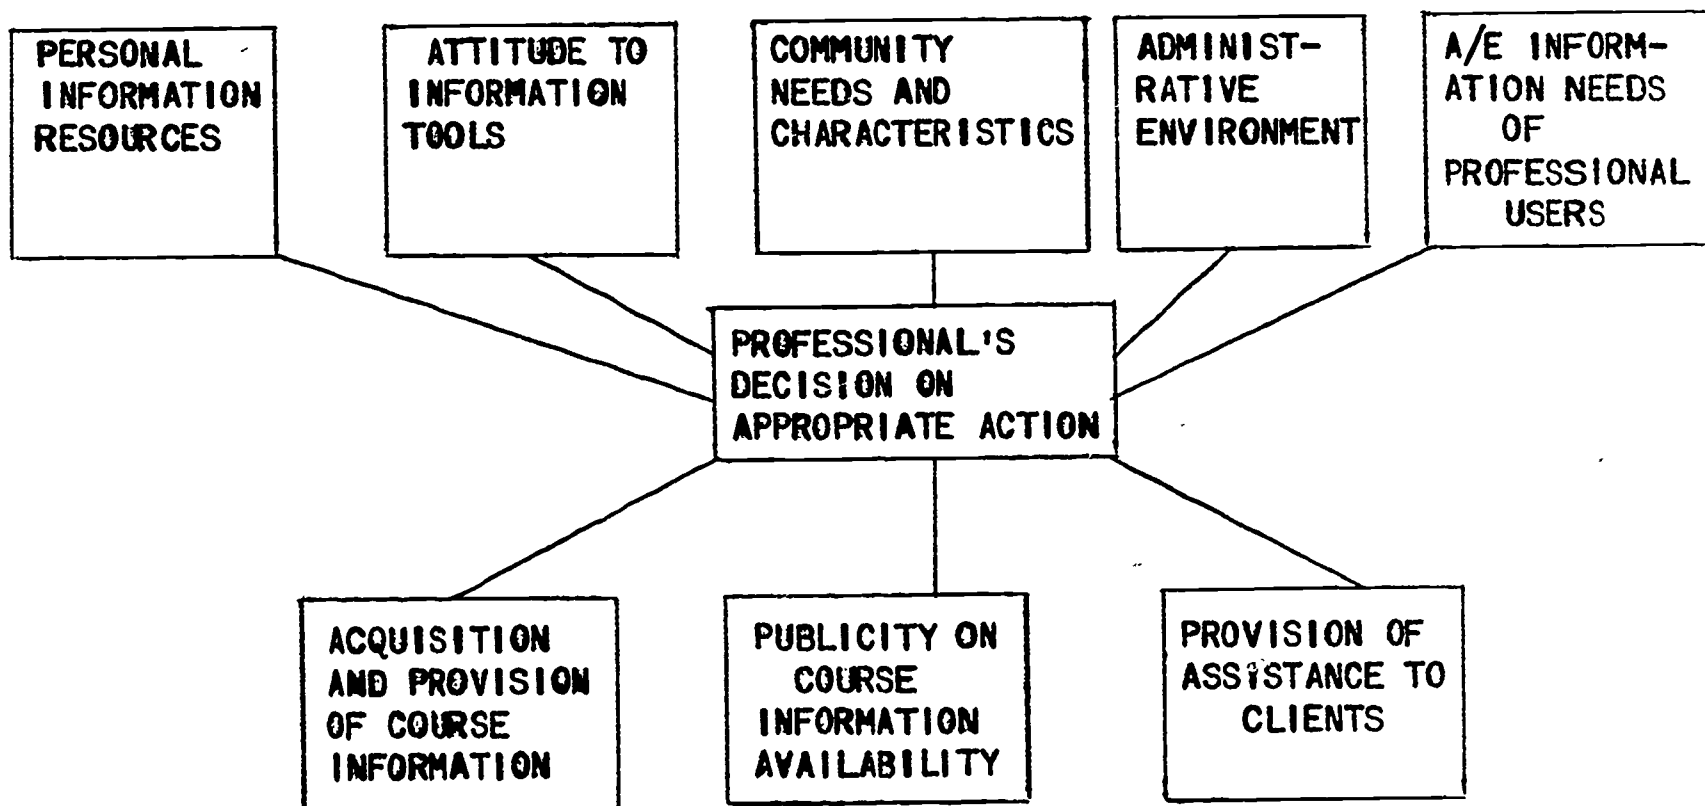 PERSONAL
INFORMATION
RESOURCES
ATTITUDE TO
INFORMATION
TOOLS
COMMUNITY
NEEDS AND
CHARACTERISTICS
ADMINIST-
RATIVE
ENVIRONMENT
A/E INFORM-
ATION NEEDS
OF
PROFESSIONAL
USERS
PROFESSIONAL'S
DECISION ON
APPROPRIATE ACTION
ACQUISITION
AND PROVISION
OF COURSE
INFORMATION
PUBLICITY ON
COURSE
INFORMATION
AVAILABILITY
PROVISION OF
ASSISTANCE TO
CLIENTS